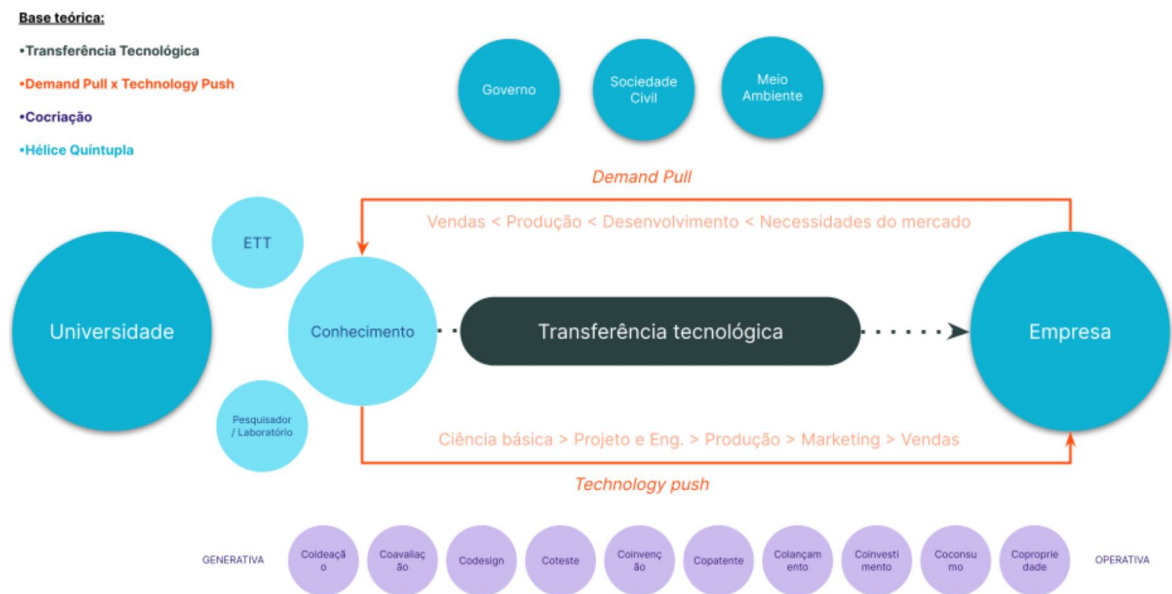 Base teórica:
•Transferência Tecnológica
•Demand Pull x Technology Push
•Cocriação
•Hélice Quíntupla
Governo
Sociedade
Civil
Meio
Ambiente
Demand Pull
Vendas < Produção < Desenvolvimento < Necessidades do mercado
ETT
Universidade
Conhecimento
Transferência tecnológica
Empresa
Pesquisador
/ Laboratório
Ciência básica > Projeto e Eng. > Produção > Marketing > Vendas
Technology push
GENERATIVA
Coideaçã
o
Coavaliaç
ão
Codesign
Coteste
Coinven
ção
Copatente
Colançam
ento
Coinvesti
mento
Coconsu
mo
Coproprie
dade
OPERATIVA